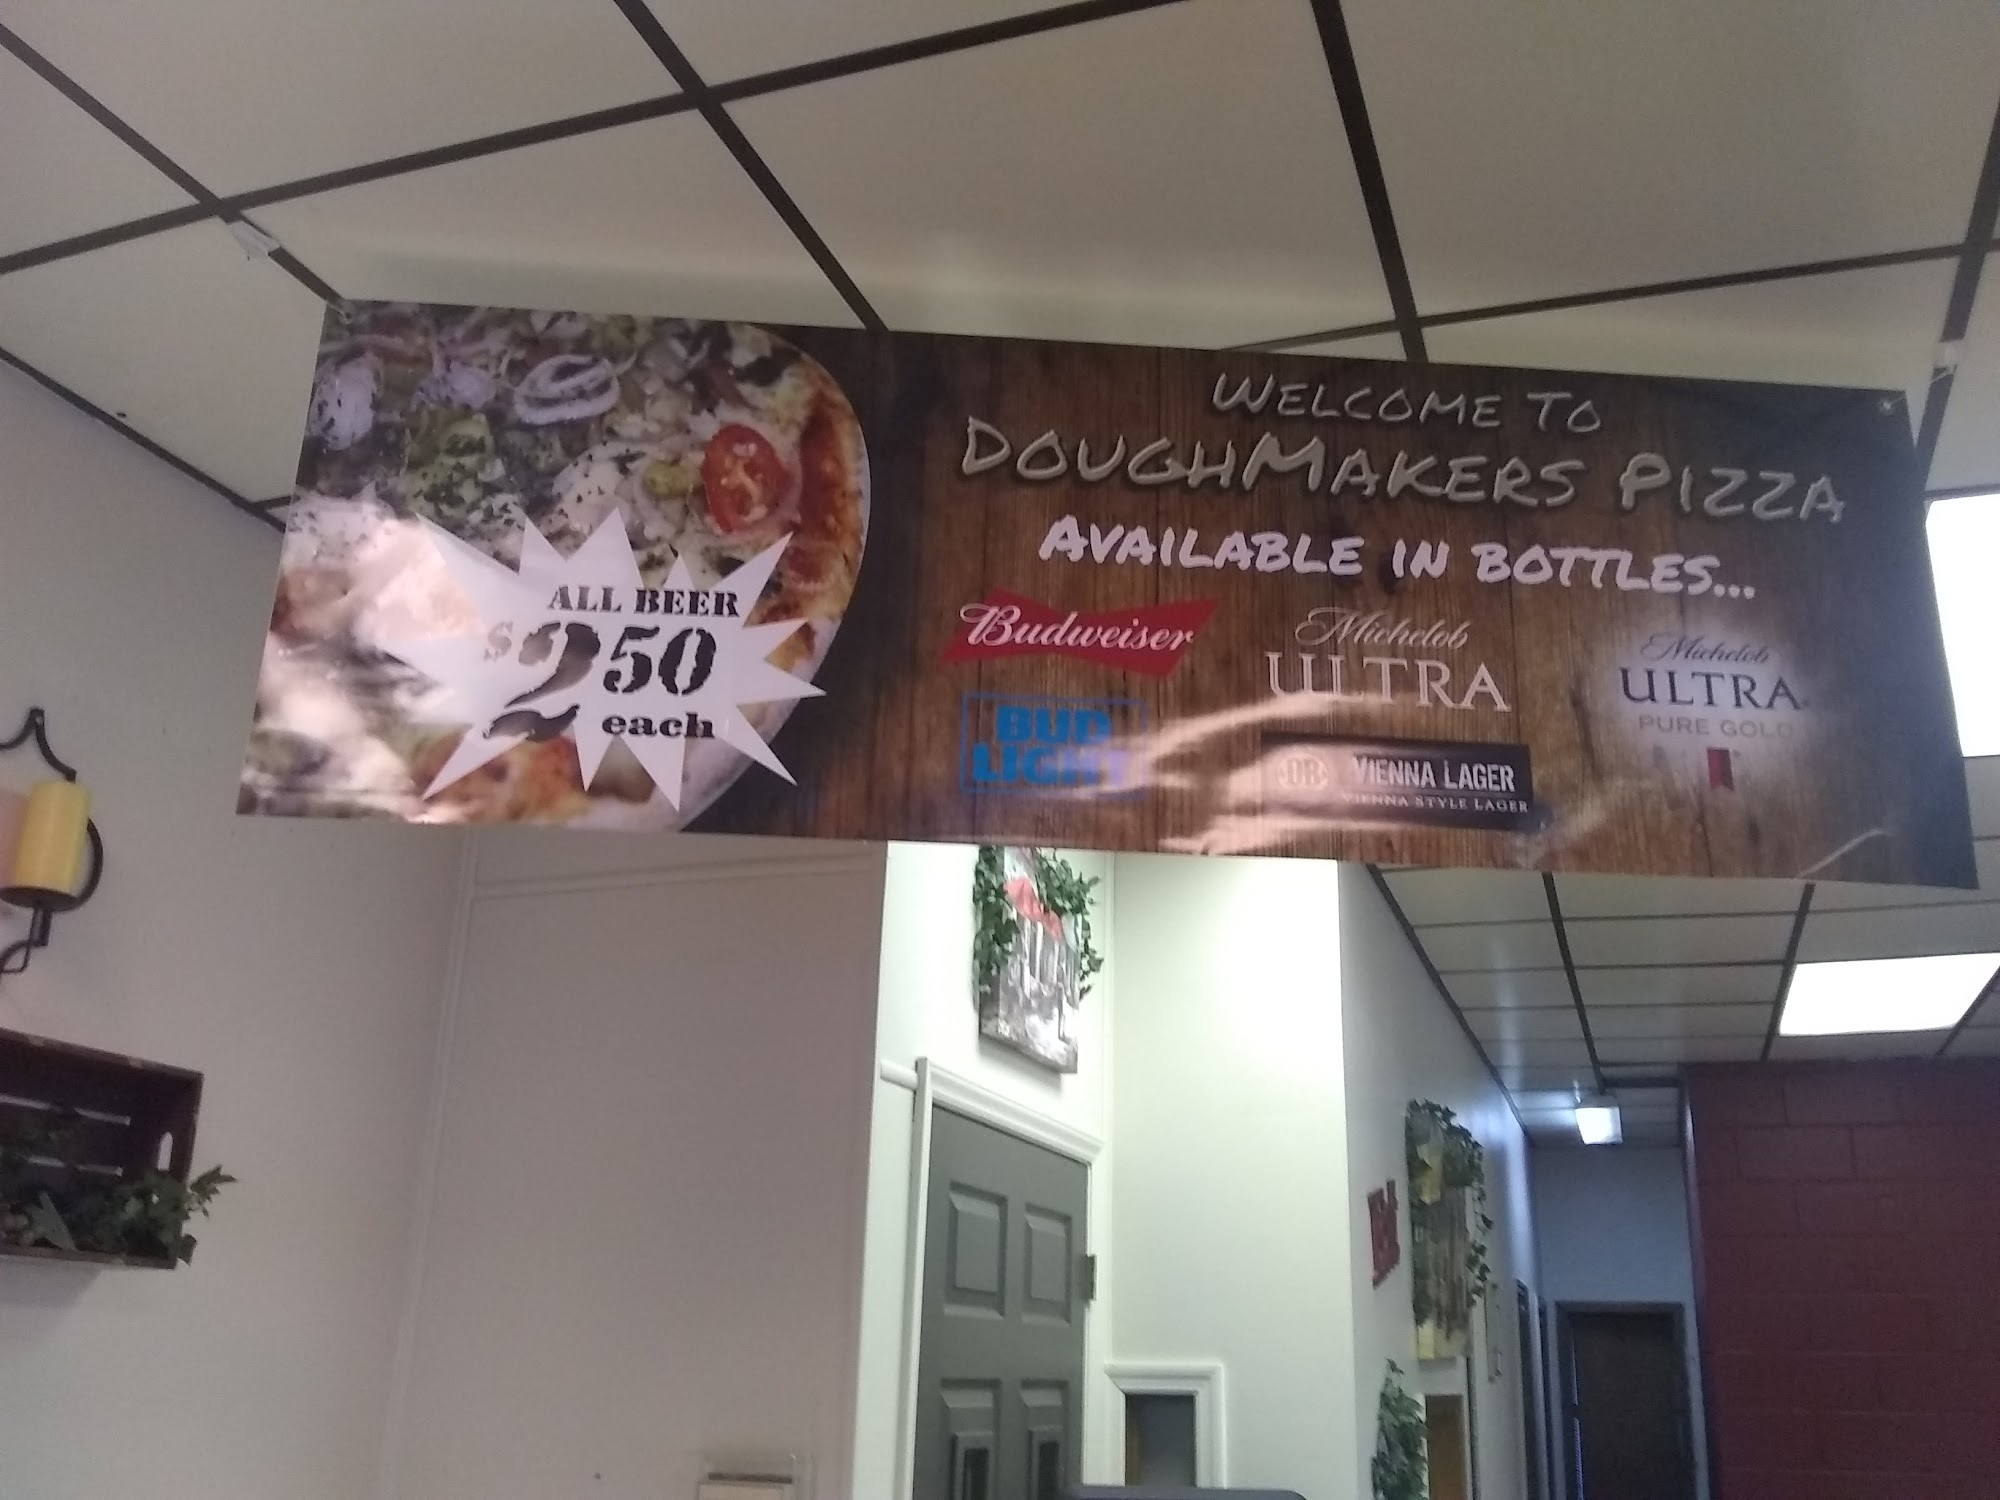 WELCOME TO
DOUGHMAKERS PIZZA
AVAILABLE IN BOTTLES...
ALL BEER
$250
each
Budweiser
BUD
LIGHT
Michelob
ULTRA
DB VIENNA LAGER
VIENNA STYLE LAGER
Michelob
ULTRA
PURE GOLD